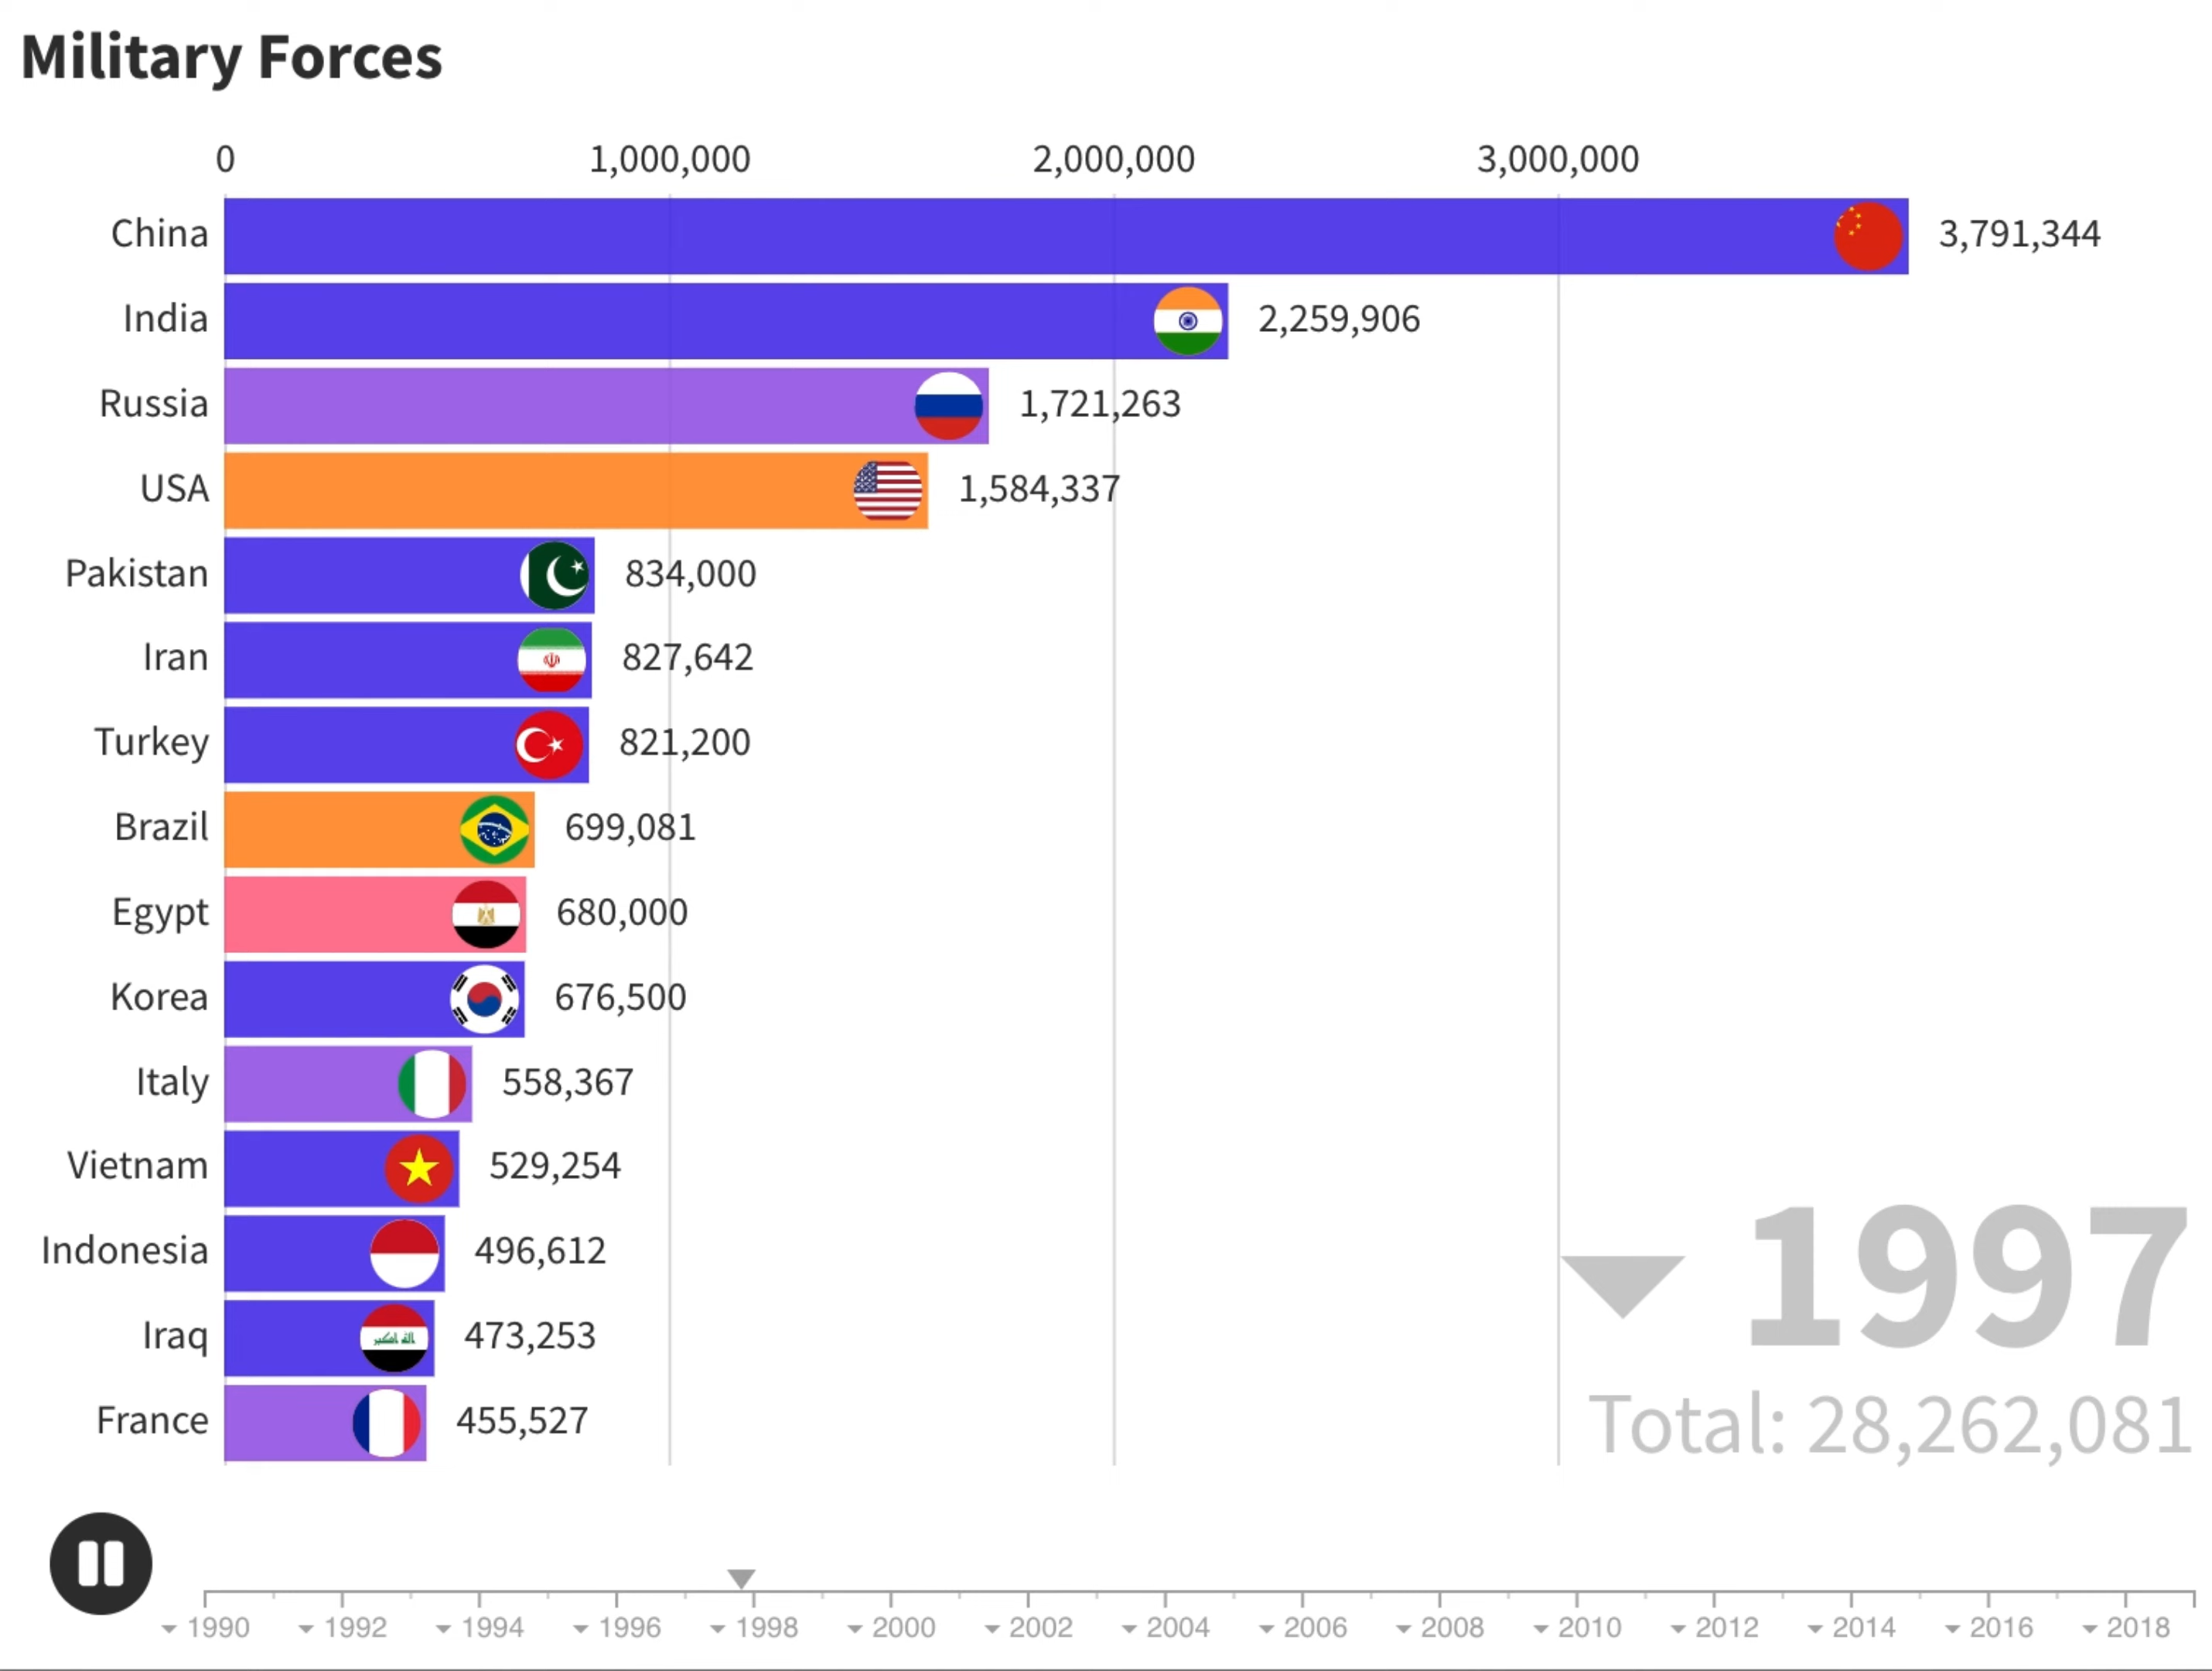 Military Forces
0 1,000,000 2,000,000 3,000,000
China 3,791,344
India 2,259,906
Russia 1,721,263
USA 1,584,337
Pakistan 834,000
Iran 827,642
Turkey 821,200
Brazil 699,081
Egypt 680,000
Korea 676,500
Italy 558,367
Vietnam 529,254
Indonesia 496,612
Iraq 473,253
France 455,527
1997
Total: 28,262,081
1990 1992 1994 1996 1998 2000 2002 2004 2006 2008 2010 2012 2014 2016 2018